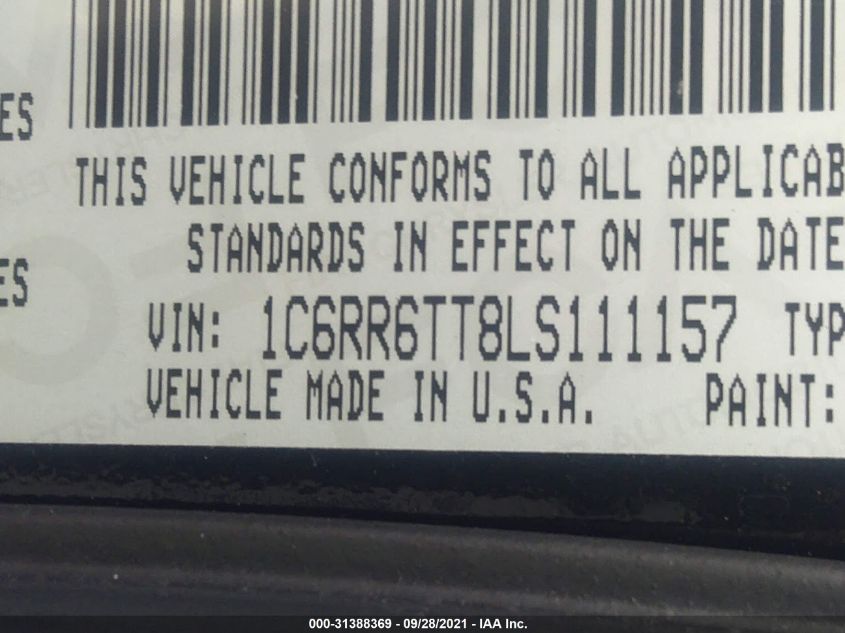 ES
THIS VEHICLE CONFORMS TO ALL APPLICAB
STANDARDS IN EFFECT ON THE DATE
ES
VIN: 1C6RR6TT8LS111157 TYP
VEHICLE MADE IN U.S.A. PAINT:
000-31388369 - 09/28/2021 - IAA Inc.